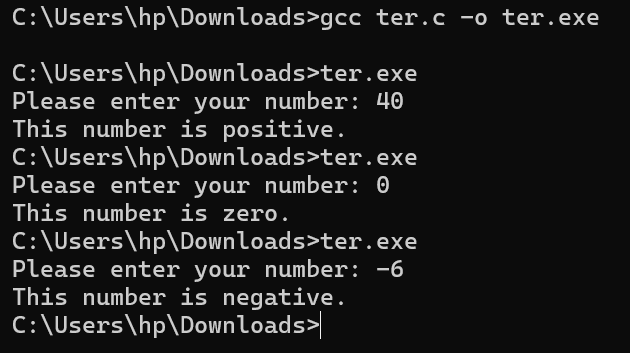 C:\Users\hp\Downloads>gcc ter.c -o ter.exe
C:\Users\hp\Downloads>ter.exe
Please enter your number: 40
This number is positive.
C:\Users\hp\Downloads>ter.exe
Please enter your number: 0
This number is zero.
C:\Users\hp\Downloads>ter.exe
Please enter your number: -6
This number is negative.
C:\Users\hp\Downloads>